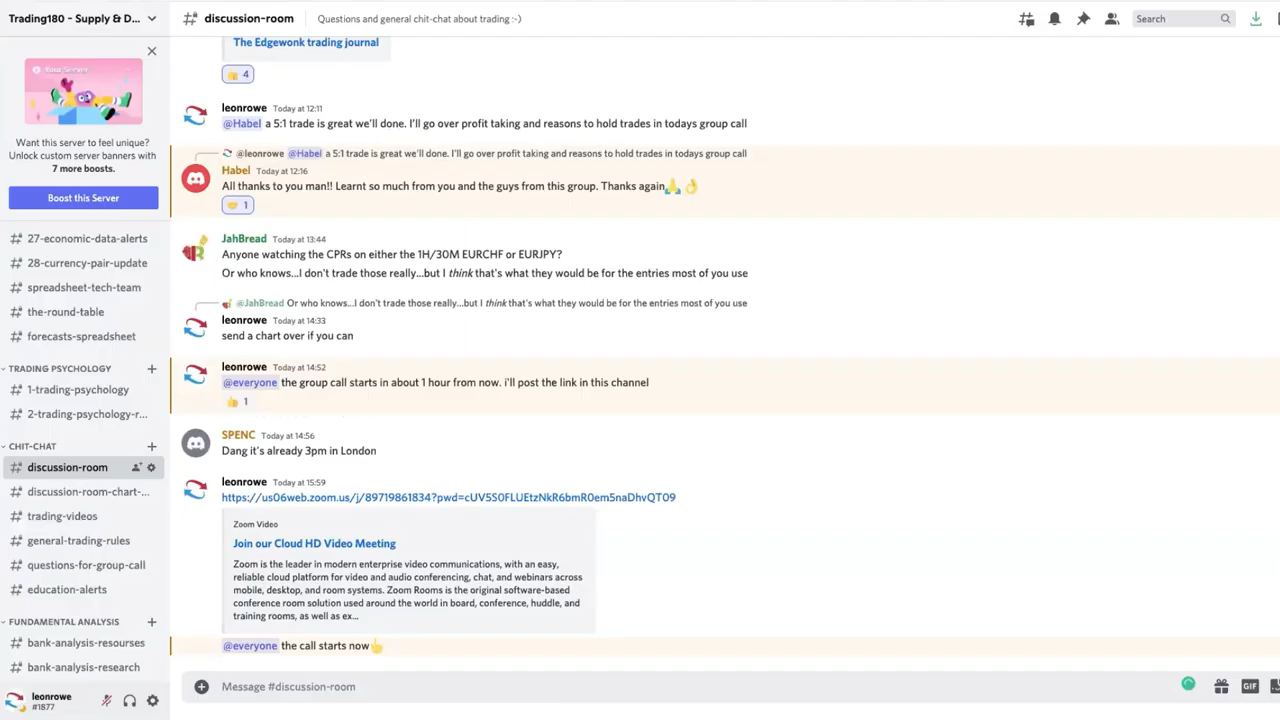 Trading180 - Supply & D...
discussion-room
Questions and general chit-chat about trading :-)
Search
Your Server
Want this server to feel unique?
Unlock custom server banners with
7 more boosts.
Boost this Server
27-economic-data-alerts
28-currency-pair-update
spreadsheet-tech-team
the-round-table
forecasts-spreadsheet
TRADING PSYCHOLOGY
1-trading-psychology
2-trading-psychology-r...
CHIT-CHAT
discussion-room
discussion-room-chart-...
trading-videos
general-trading-rules
questions-for-group-call
education-alerts
FUNDAMENTAL ANALYSIS
bank-analysis-resourses
bank-analysis-research
leonrowe
#1877
The Edgewonk trading journal
4
leonrowe Today at 12:11
@Habel a 5:1 trade is great we'll done. I'll go over profit taking and reasons to hold trades in todays group call
@leonrowe @Habel a 5:1 trade is great we'll done. I'll go over profit taking and reasons to hold trades in todays group call
Habel Today at 12:16
All thanks to you man!! Learnt so much from you and the guys from this group. Thanks again🙏👌
1
JahBread Today at 13:44
Anyone watching the CPRs on either the 1H/30M EURCHF or EURJPY?
Or who knows...I don't trade those really...but I think that's what they would be for the entries most of you use
@JahBread Or who knows...I don't trade those really...but I think that's what they would be for the entries most of you use
leonrowe Today at 14:33
send a chart over if you can
leonrowe Today at 14:52
@everyone the group call starts in about 1 hour from now. i'll post the link in this channel
1
SPENC Today at 14:56
Dang it's already 3pm in London
leonrowe Today at 15:59
https://us06web.zoom.us/j/89719861834?pwd=cUV5S0FLUEtzNkR6bmR0em5naDhvQT09
Zoom Video
Join our Cloud HD Video Meeting
Zoom is the leader in modern enterprise video communications, with an easy,
reliable cloud platform for video and audio conferencing, chat, and webinars across
mobile, desktop, and room systems. Zoom Rooms is the original software-based
conference room solution used around the world in board, conference, huddle, and
training rooms, as well as ex...
@everyone the call starts now👆
Message #discussion-room
GIF